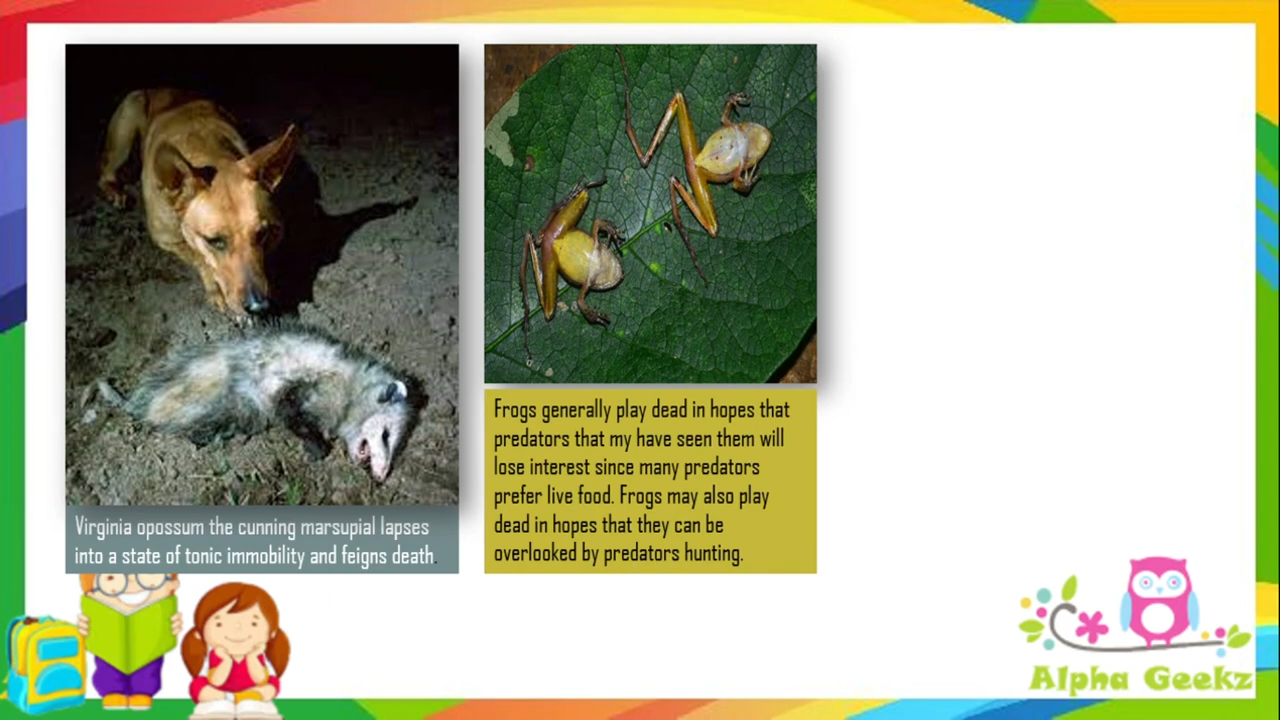 Virginia opossum the cunning marsupial lapses
into a state of tonic immobility and feigns death.
Frogs generally play dead in hopes that
predators that my have seen them will
lose interest since many predators
prefer live food. Frogs may also play
dead in hopes that they can be
overlooked by predators hunting.
Alpha Geekz